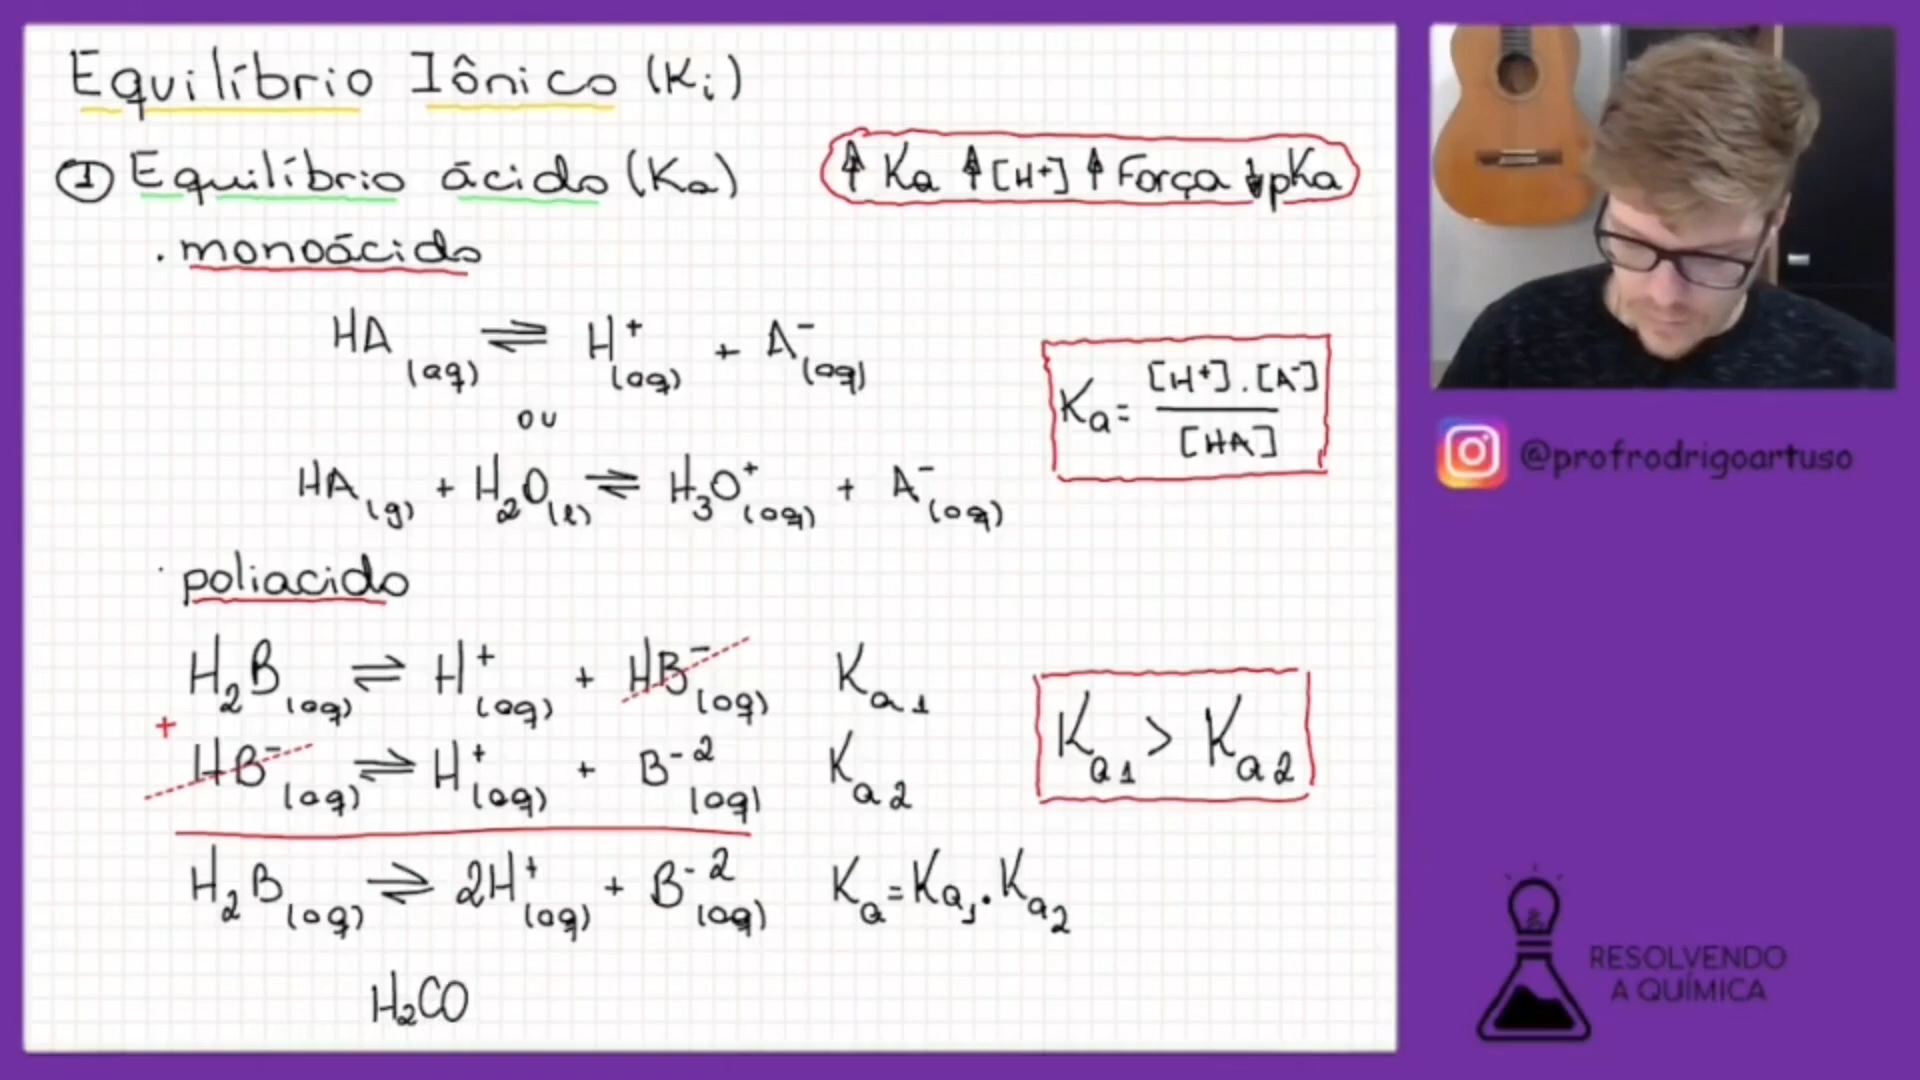 Equilíbrio Iônico (Ki)
① Equilíbrio ácido (Ka)
↑ Ka ↑ [H+] ↑ Força ↓ pKa
· monoácido
HA (aq) ⇌ H+ (aq) + A- (aq)
ou
Ka = [H+] . [A-]
[HA]
HA (g) + H2O (l) ⇌ H3O+ (aq) + A- (aq)
· poliacido
H2B (aq) ⇌ H+ (aq) + HB- (aq) Ka1
+
HB- (aq) ⇌ H+ (aq) + B-2 (aq) Ka2
Ka1 > Ka2
H2B (aq) ⇌ 2H+ (aq) + B-2 (aq) Ka = Ka1 . Ka2
H2CO
@profrodrigoartuso
RESOLVENDO
A QUÍMICA